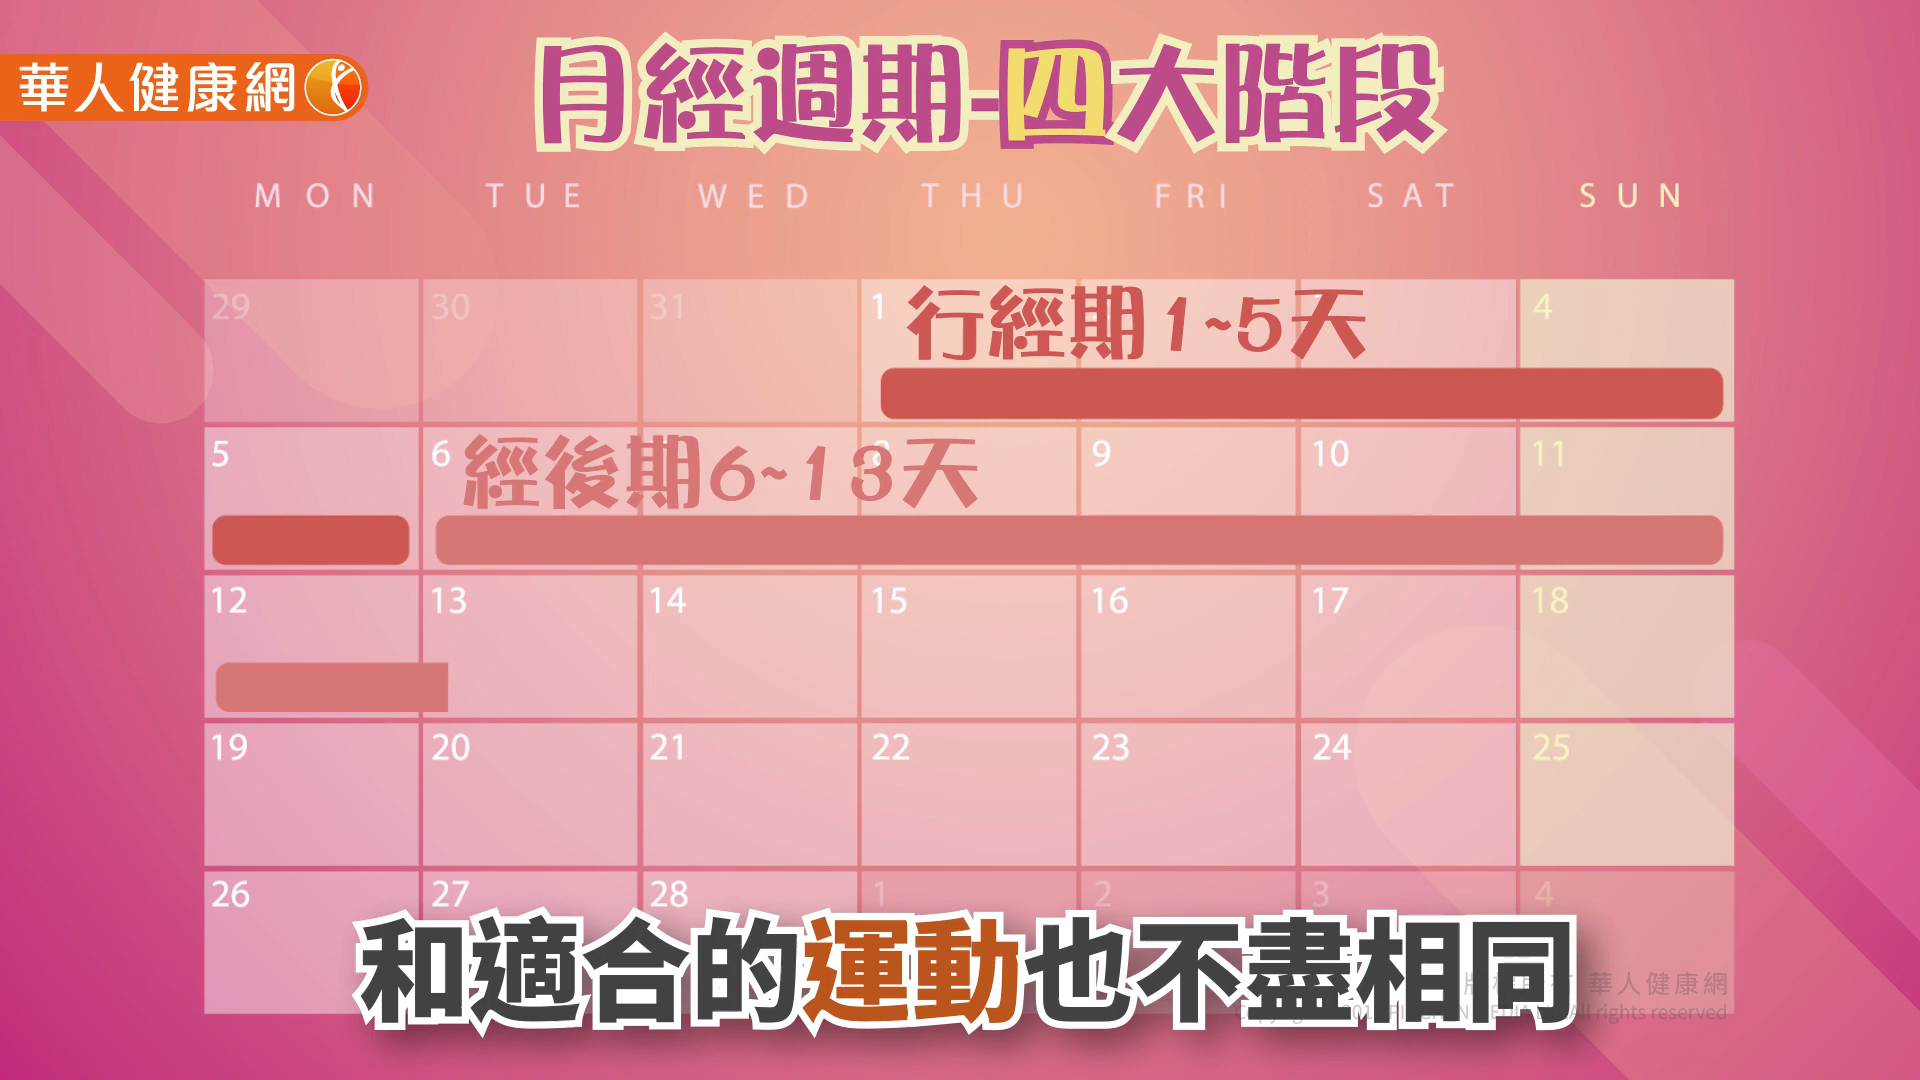 華人健康網
月經週期-四大階段
MON TUE WED THU FRI SAT SUN
29 30 31 1 4
行經期1~5天
5 6 8 9 10 11
經後期6~13天
12 13 14 15 16 17 18
19 20 21 22 23 24 25
26 27 28 1 2 3 4
和適合的運動也不盡相同
華人健康網
All rights reserved